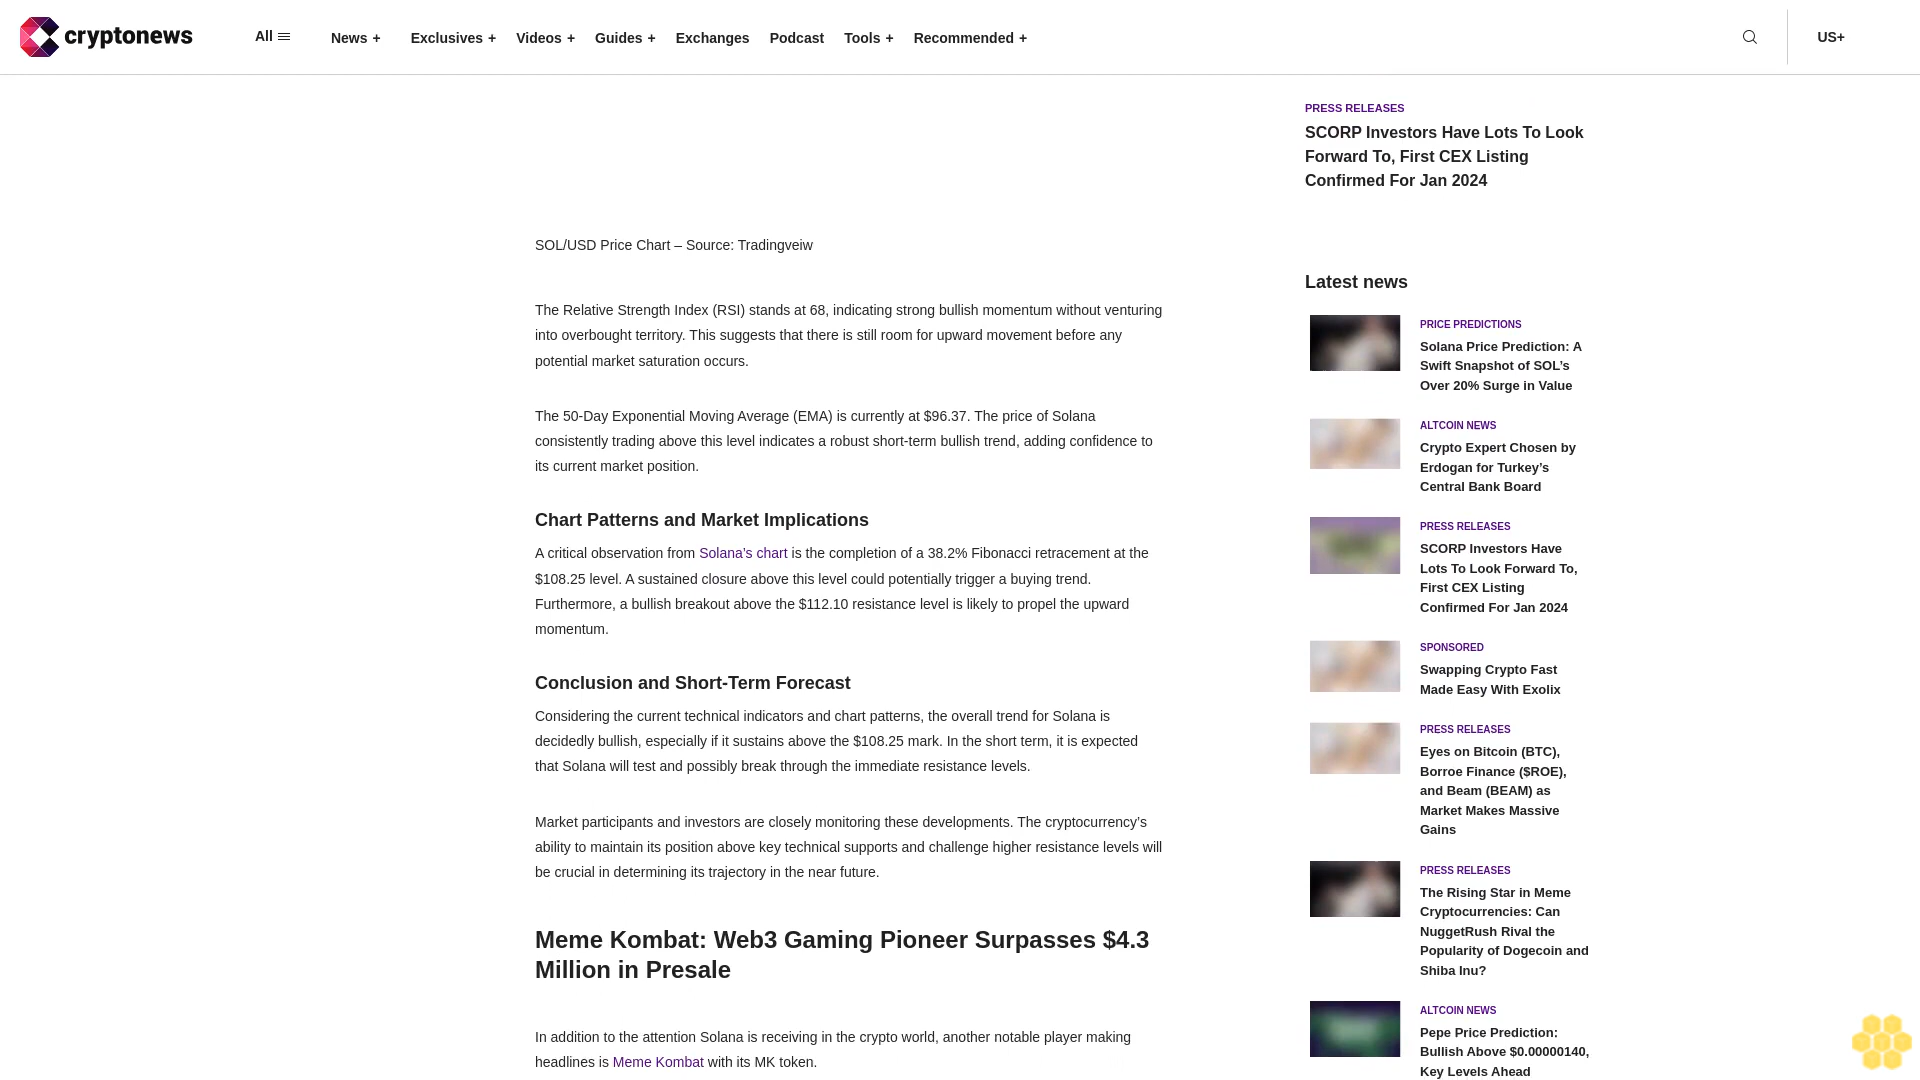 cryptonews
All
News +
Exclusives +
Videos +
Guides +
Exchanges
Podcast
Tools +
Recommended +
US+
SOL/USD Price Chart – Source: Tradingveiw
The Relative Strength Index (RSI) stands at 68, indicating strong bullish momentum without venturing
into overbought territory. This suggests that there is still room for upward movement before any
potential market saturation occurs.
The 50-Day Exponential Moving Average (EMA) is currently at $96.37. The price of Solana
consistently trading above this level indicates a robust short-term bullish trend, adding confidence to
its current market position.
Chart Patterns and Market Implications
A critical observation from Solana’s chart is the completion of a 38.2% Fibonacci retracement at the
$108.25 level. A sustained closure above this level could potentially trigger a buying trend.
Furthermore, a bullish breakout above the $112.10 resistance level is likely to propel the upward
momentum.
Conclusion and Short-Term Forecast
Considering the current technical indicators and chart patterns, the overall trend for Solana is
decidedly bullish, especially if it sustains above the $108.25 mark. In the short term, it is expected
that Solana will test and possibly break through the immediate resistance levels.
Market participants and investors are closely monitoring these developments. The cryptocurrency’s
ability to maintain its position above key technical supports and challenge higher resistance levels will
be crucial in determining its trajectory in the near future.
Meme Kombat: Web3 Gaming Pioneer Surpasses $4.3
Million in Presale
In addition to the attention Solana is receiving in the crypto world, another notable player making
headlines is Meme Kombat with its MK token.
PRESS RELEASES
SCORP Investors Have Lots To Look
Forward To, First CEX Listing
Confirmed For Jan 2024
Latest news
PRICE PREDICTIONS
Solana Price Prediction: A
Swift Snapshot of SOL’s
Over 20% Surge in Value
ALTCOIN NEWS
Crypto Expert Chosen by
Erdogan for Turkey’s
Central Bank Board
PRESS RELEASES
SCORP Investors Have
Lots To Look Forward To,
First CEX Listing
Confirmed For Jan 2024
SPONSORED
Swapping Crypto Fast
Made Easy With Exolix
PRESS RELEASES
Eyes on Bitcoin (BTC),
Borroe Finance ($ROE),
and Beam (BEAM) as
Market Makes Massive
Gains
PRESS RELEASES
The Rising Star in Meme
Cryptocurrencies: Can
NuggetRush Rival the
Popularity of Dogecoin and
Shiba Inu?
ALTCOIN NEWS
Pepe Price Prediction:
Bullish Above $0.00000140,
Key Levels Ahead